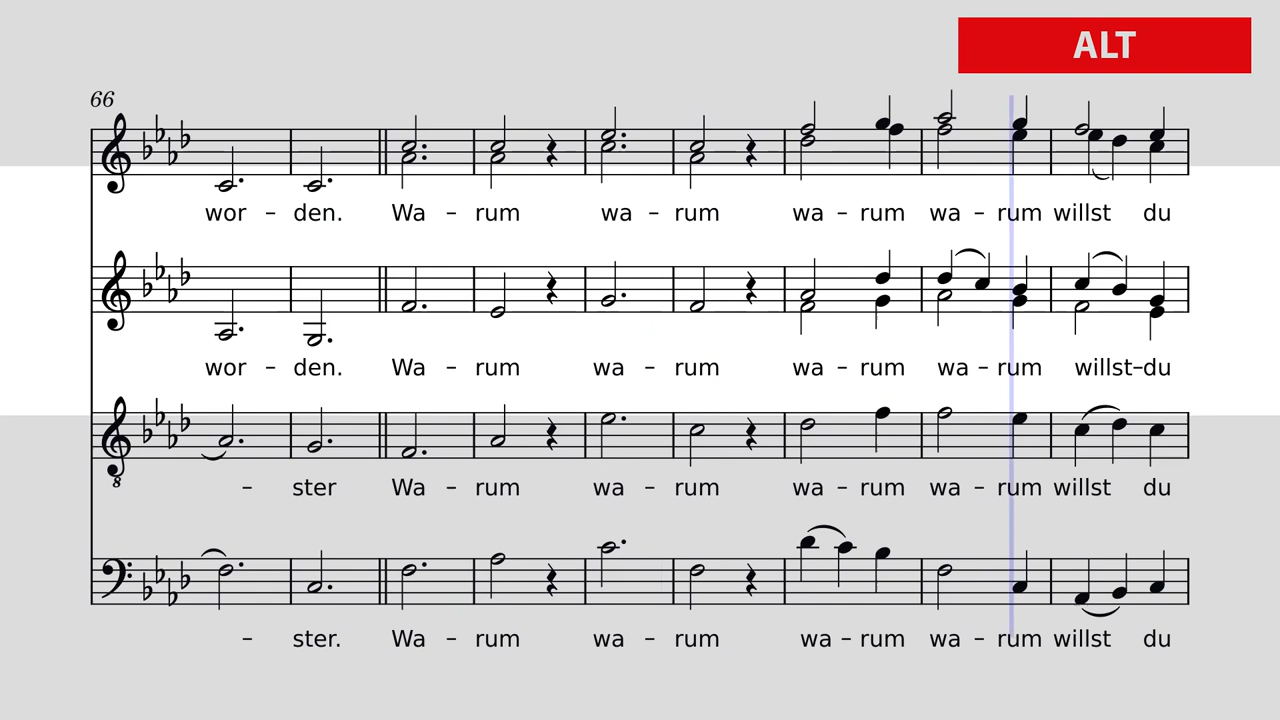 ALT
66
wor – den. Wa – rum wa – rum wa – rum wa – rum willst du
wor – den. Wa – rum wa – rum wa – rum wa – rum willst–du
– ster Wa – rum wa – rum wa – rum wa – rum willst du
8
– ster. Wa – rum wa – rum wa – rum wa – rum willst du